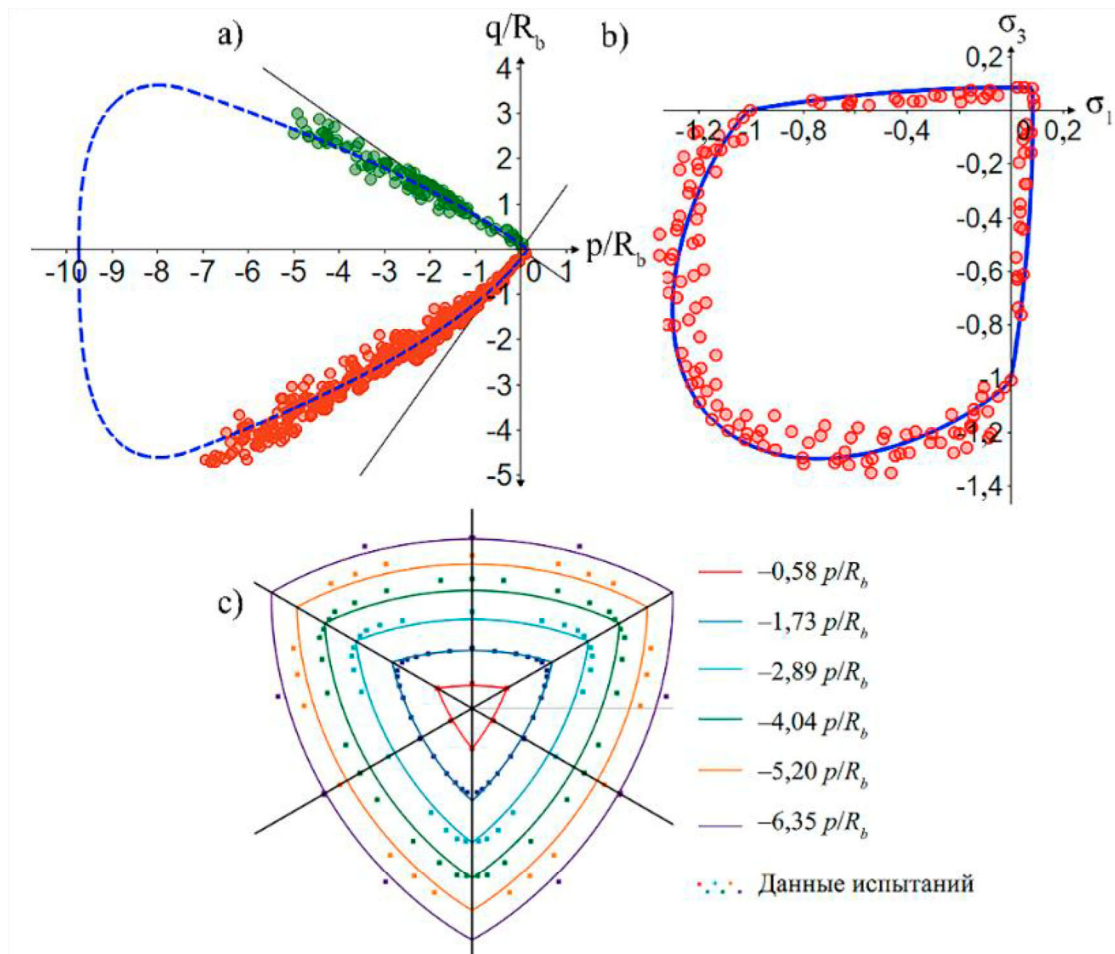 a)
q/R_b
4
3
2
1
p/R_b
-10 -9 -8 -7 -6 -5 -4 -3 -2 -1 0 1
-1
-2
-3
-4
-5
b)
σ₃
0,2
σ₁
-1,2 -1 -0,8 -0,4 0 0,2
-0,2
-0,4
-0,6
-0,8
-1
-1,2
-1,4
c)
–0,58 p/R_b
–1,73 p/R_b
–2,89 p/R_b
–4,04 p/R_b
–5,20 p/R_b
–6,35 p/R_b
Данные испытаний